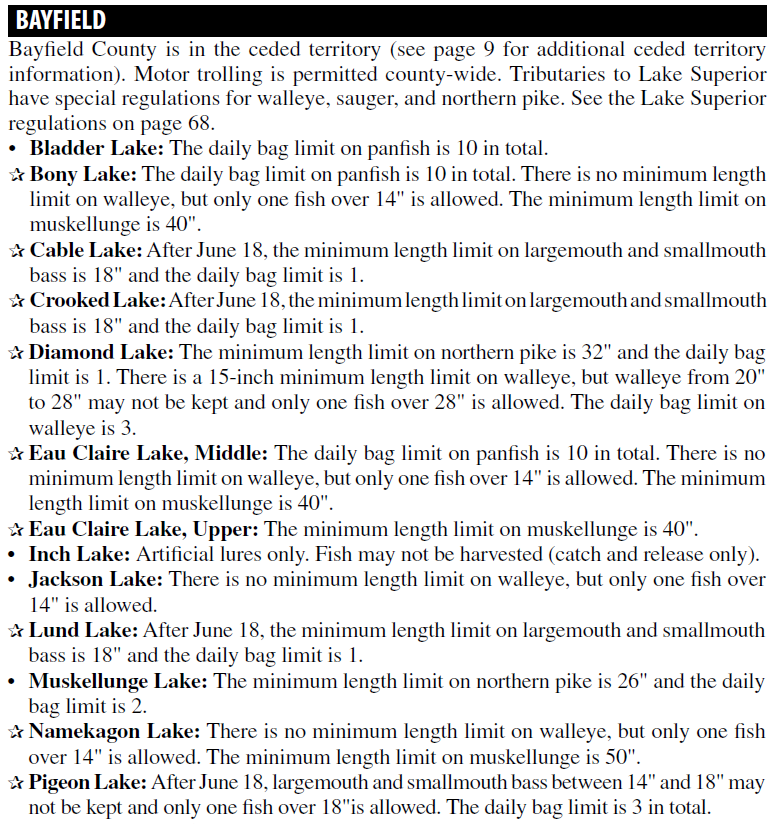 BAYFIELD
Bayfield County is in the ceded territory (see page 9 for additional ceded territory
information). Motor trolling is permitted county-wide. Tributaries to Lake Superior
have special regulations for walleye, sauger, and northern pike. See the Lake Superior
regulations on page 68.
• Bladder Lake: The daily bag limit on panfish is 10 in total.
✰ Bony Lake: The daily bag limit on panfish is 10 in total. There is no minimum length
limit on walleye, but only one fish over 14" is allowed. The minimum length limit on
muskellunge is 40".
✰ Cable Lake: After June 18, the minimum length limit on largemouth and smallmouth
bass is 18" and the daily bag limit is 1.
✰ Crooked Lake: After June 18, the minimum length limit on largemouth and smallmouth
bass is 18" and the daily bag limit is 1.
✰ Diamond Lake: The minimum length limit on northern pike is 32" and the daily bag
limit is 1. There is a 15-inch minimum length limit on walleye, but walleye from 20"
to 28" may not be kept and only one fish over 28" is allowed. The daily bag limit on
walleye is 3.
✰ Eau Claire Lake, Middle: The daily bag limit on panfish is 10 in total. There is no
minimum length limit on walleye, but only one fish over 14" is allowed. The minimum
length limit on muskellunge is 40".
✰ Eau Claire Lake, Upper: The minimum length limit on muskellunge is 40".
• Inch Lake: Artificial lures only. Fish may not be harvested (catch and release only).
• Jackson Lake: There is no minimum length limit on walleye, but only one fish over
14" is allowed.
✰ Lund Lake: After June 18, the minimum length limit on largemouth and smallmouth
bass is 18" and the daily bag limit is 1.
• Muskellunge Lake: The minimum length limit on northern pike is 26" and the daily
bag limit is 2.
✰ Namekagon Lake: There is no minimum length limit on walleye, but only one fish
over 14" is allowed. The minimum length limit on muskellunge is 50".
✰ Pigeon Lake: After June 18, largemouth and smallmouth bass between 14" and 18" may
not be kept and only one fish over 18"is allowed. The daily bag limit is 3 in total.